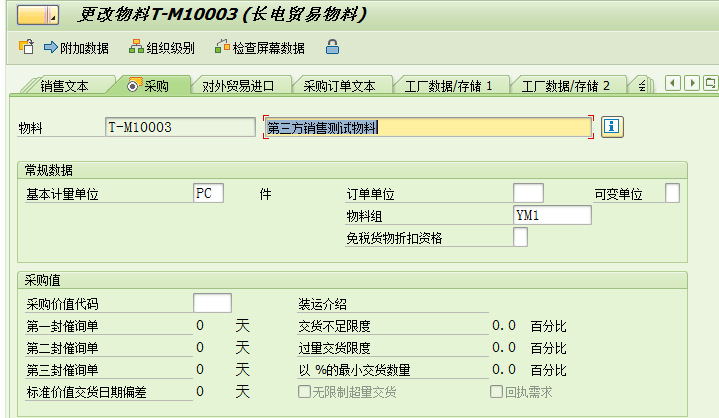 更改物料T-M10003 (长电贸易物料)
附加数据 组织级别 检查屏幕数据
销售文本 采购 对外贸易进口 采购订单文本 工厂数据/存储 1 工厂数据/存储 2
物料 T-M10003 第三方销售测试物料
常规数据
基本计量单位 PC 件 订单单位 可变单位
物料组 YM1
免税货物折扣资格
采购值
采购价值代码 装运介绍
第一封催询单 0 天 交货不足限度 0.0 百分比
第二封催询单 0 天 过量交货限度 0.0 百分比
第三封催询单 0 天 以 %的最小交货数量 0.0 百分比
标准价值交货日期偏差 0 天 无限制超量交货 回执需求